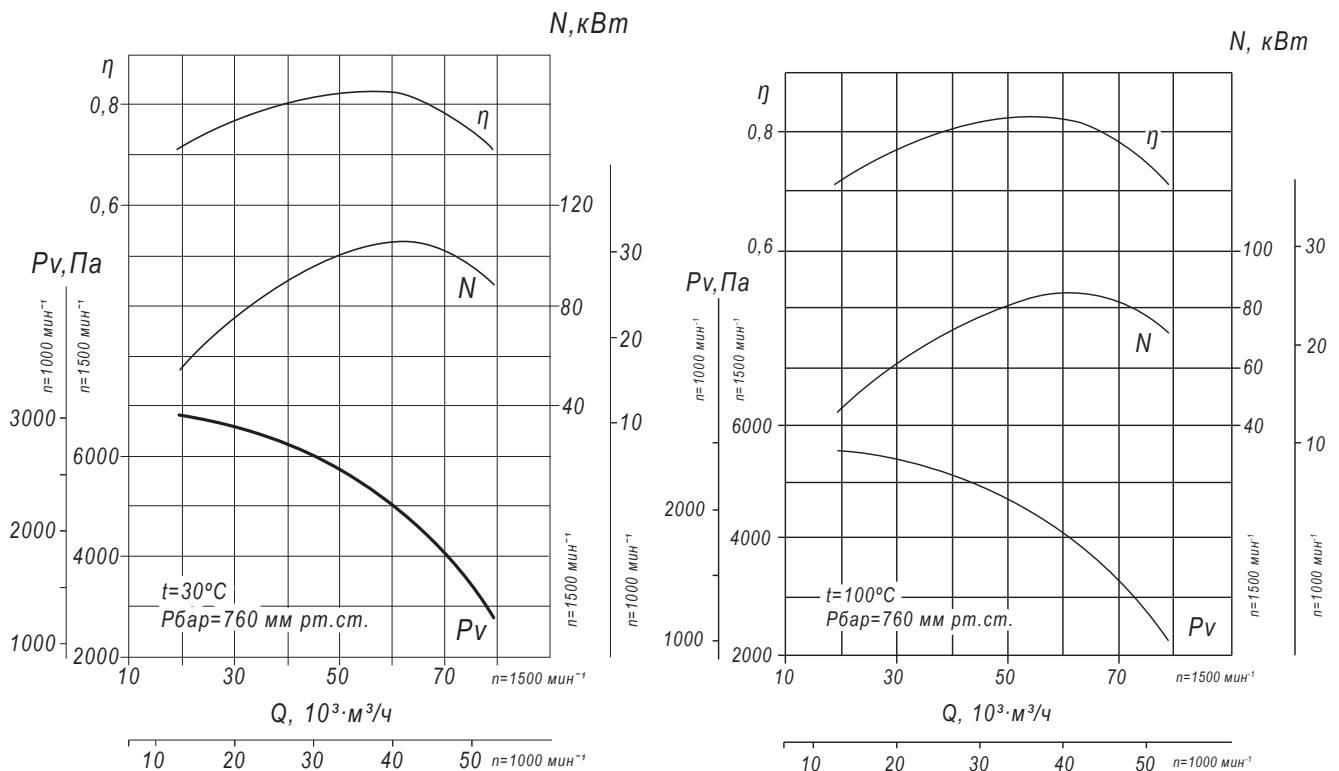 N,кВт
η
0,8
η
0,6
120
30
Pv,Па
N
80
n=1000 мин⁻¹
n=1500 мин⁻¹
20
3000
40
10
6000
2000
4000
t=30°C
Pбар=760 мм рт.ст.
Pv
n=1500 мин⁻¹
n=1000 мин⁻¹
1000
2000
10
30
50
70
n=1500 мин⁻¹
Q, 10³·м³/ч
10
20
30
40
50
n=1000 мин⁻¹
N, кВт
η
0,8
η
0,6
100
30
Pv,Па
80
n=1000 мин⁻¹
n=1500 мин⁻¹
N
20
60
6000
40
10
2000
4000
t=100°C
Pбар=760 мм рт.ст.
Pv
n=1500 мин⁻¹
n=1000 мин⁻¹
1000
2000
10
30
50
70
n=1500 мин⁻¹
Q, 10³·м³/ч
10
20
30
40
50
n=1000 мин⁻¹